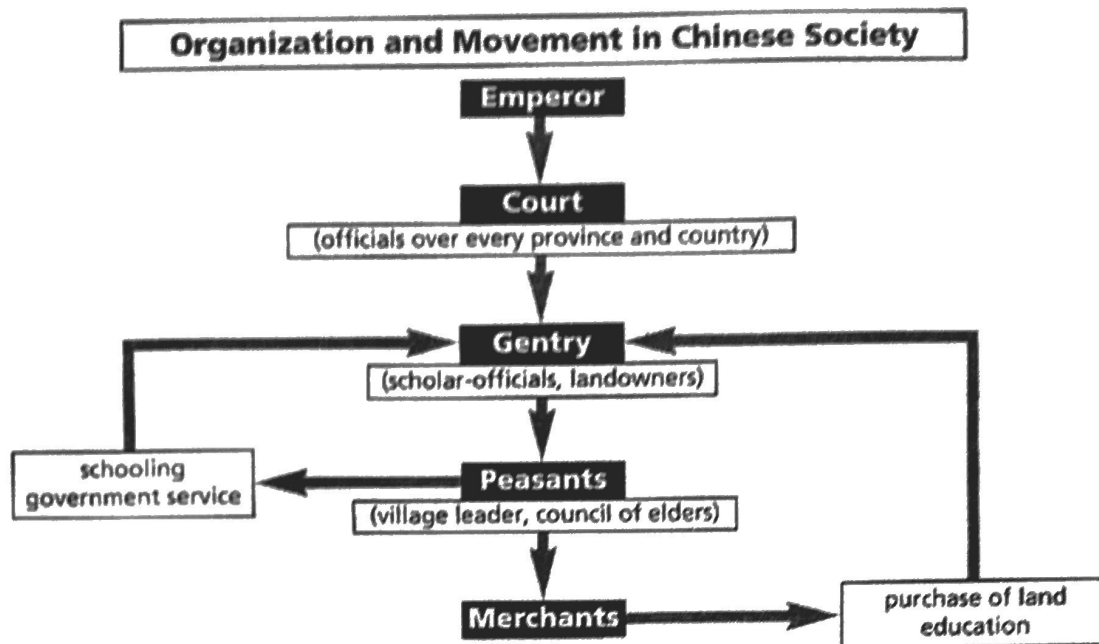 Organization and Movement in Chinese Society
Emperor
Court
(officials over every province and country)
Gentry
(scholar-officials, landowners)
schooling
government service
Peasants
(village leader, council of elders)
Merchants
purchase of land
education